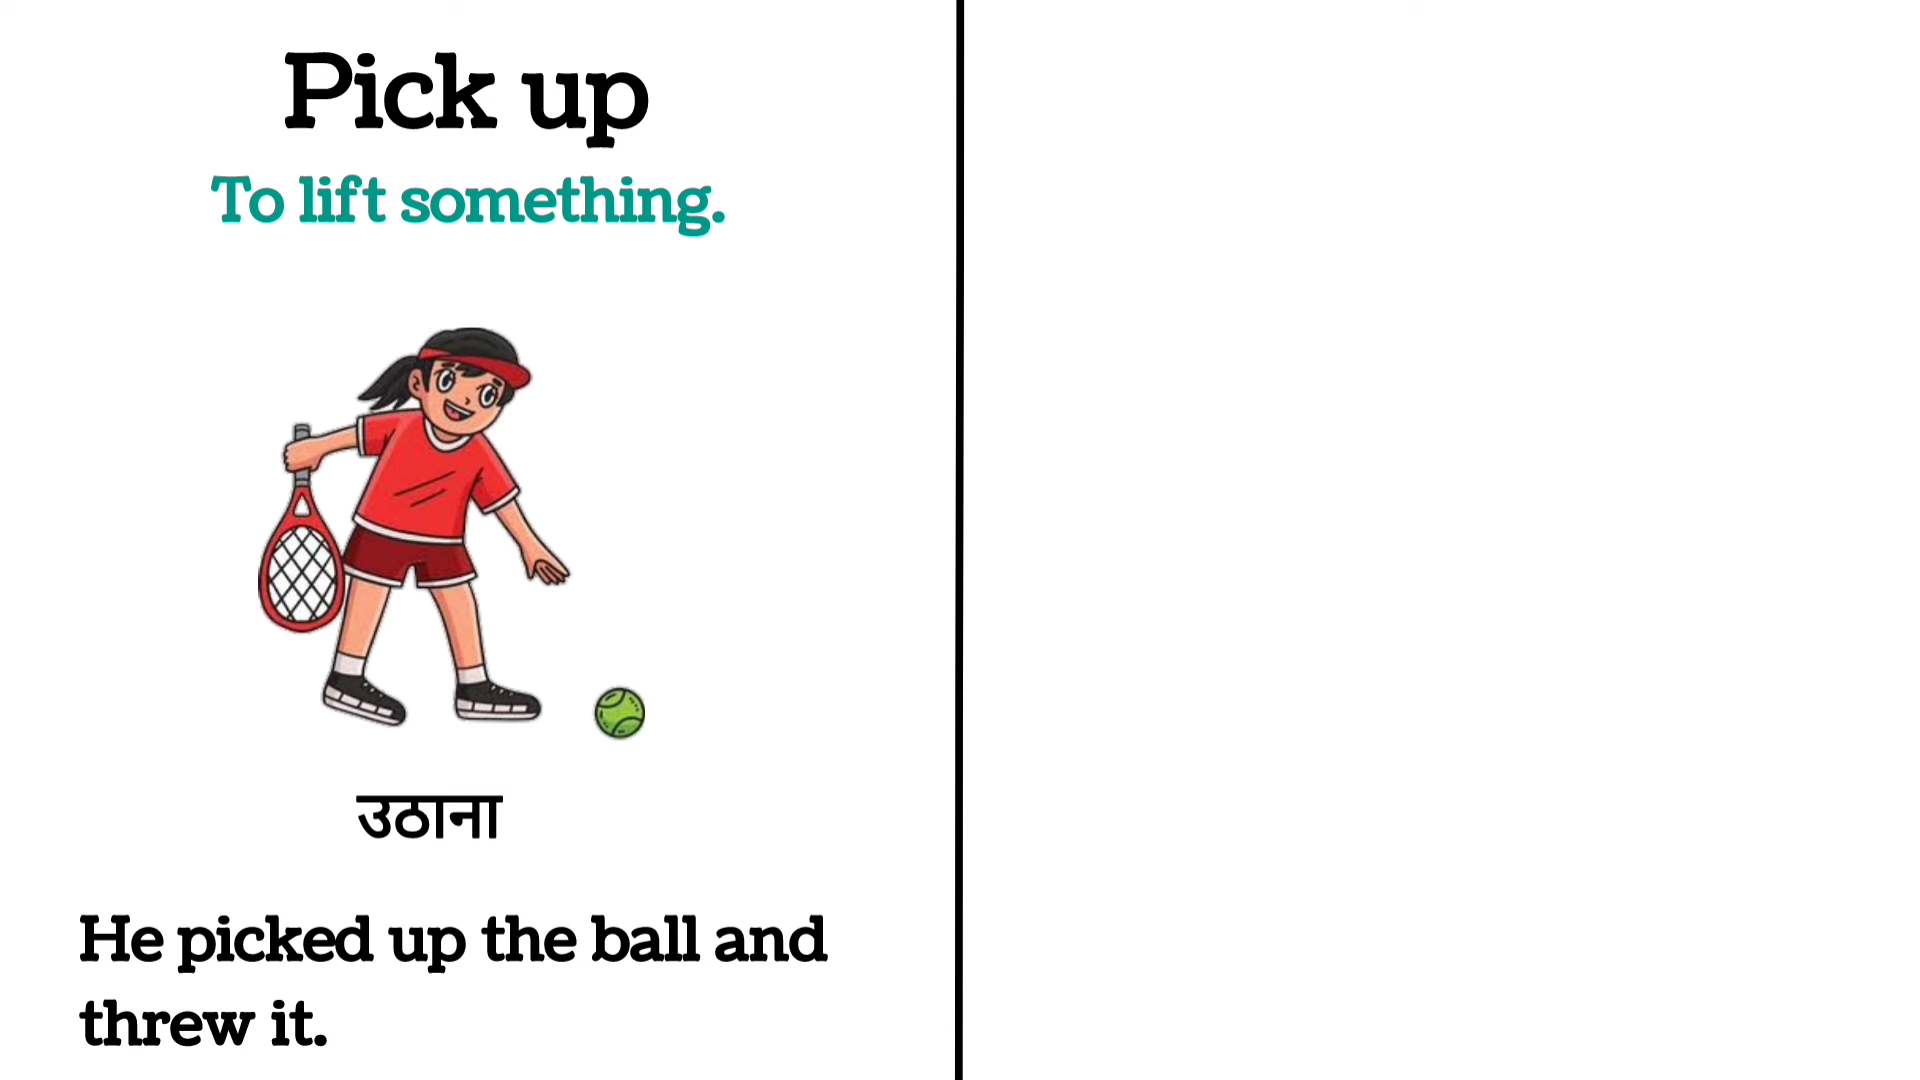 Pick up
To lift something.
उठाना
He picked up the ball and
threw it.